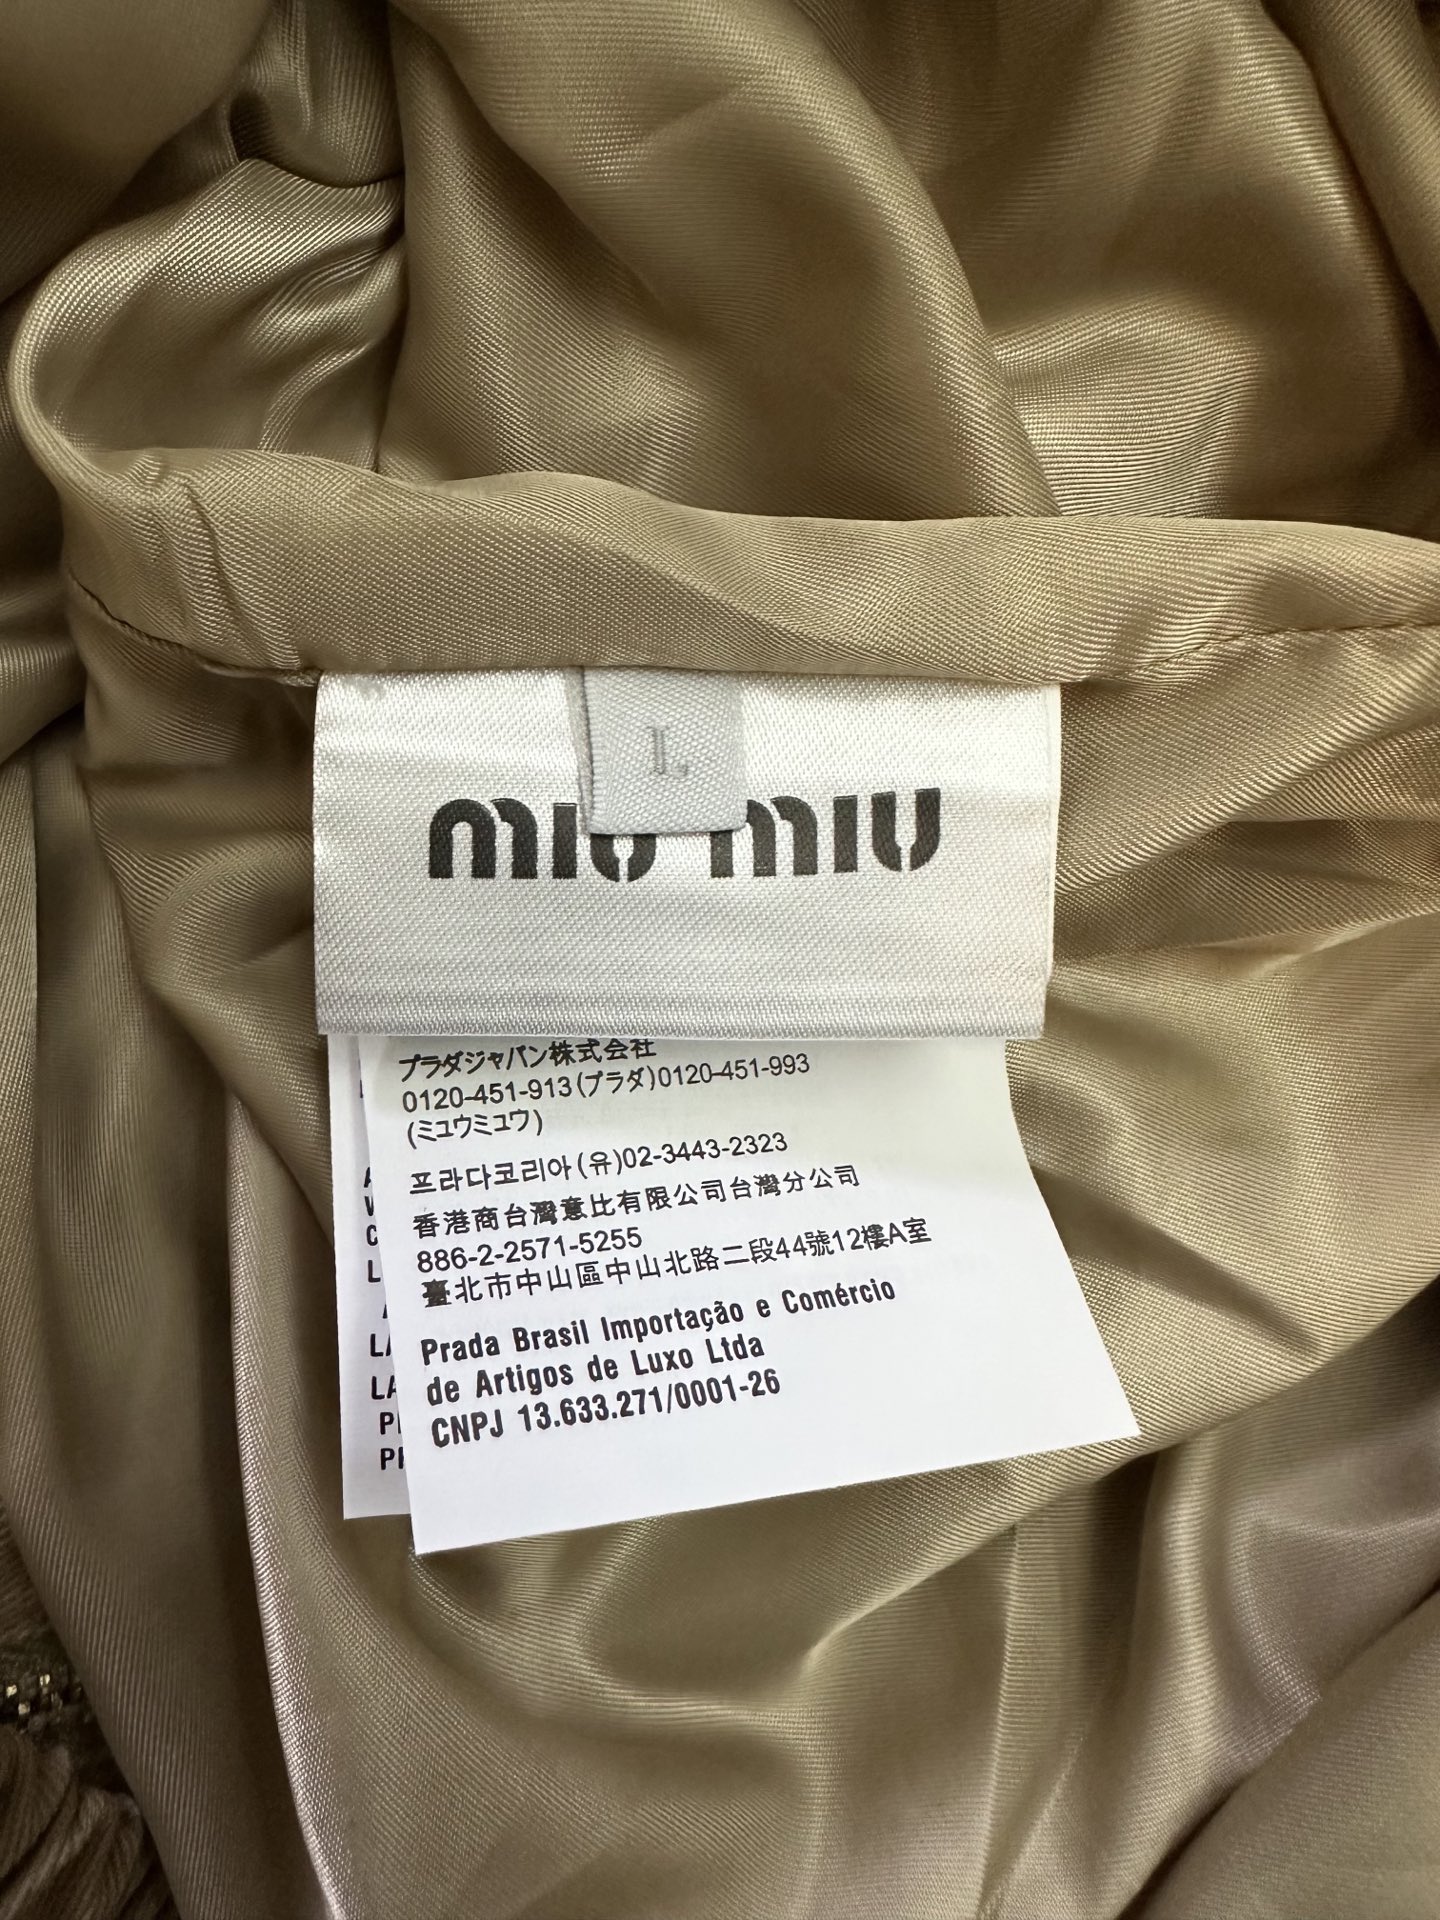 L
miu miu
プラダジャパン株式会社
0120-451-913(プラダ)0120-451-993
(ミュウミュウ)
프라다코리아(유)02-3443-2323
香港商台灣意比有限公司台灣分公司
886-2-2571-5255
臺北市中山區中山北路二段44號12樓A室
Prada Brasil Importação e Comércio
de Artigos de Luxo Ltda
CNPJ 13.633.271/0001-26